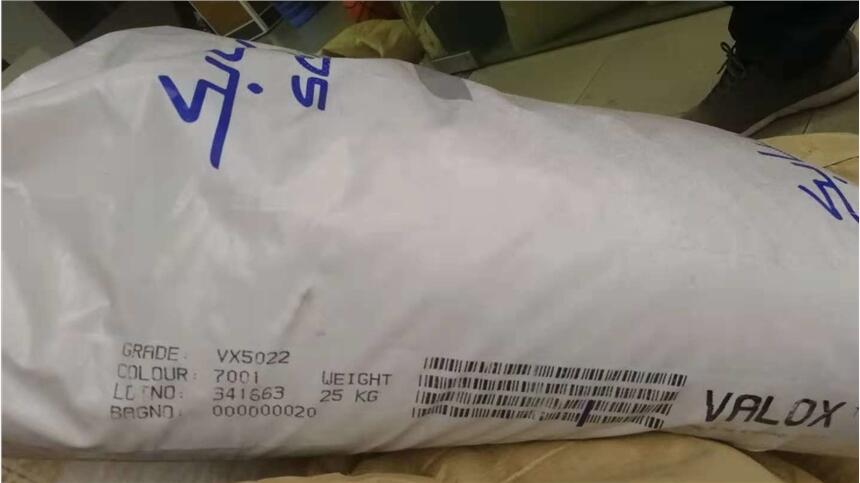 GRADE: VX5022
COLOUR: 7001 WEIGHT
LOTNO: 341663 25 KG
BAGNO: 000000020
VALOX